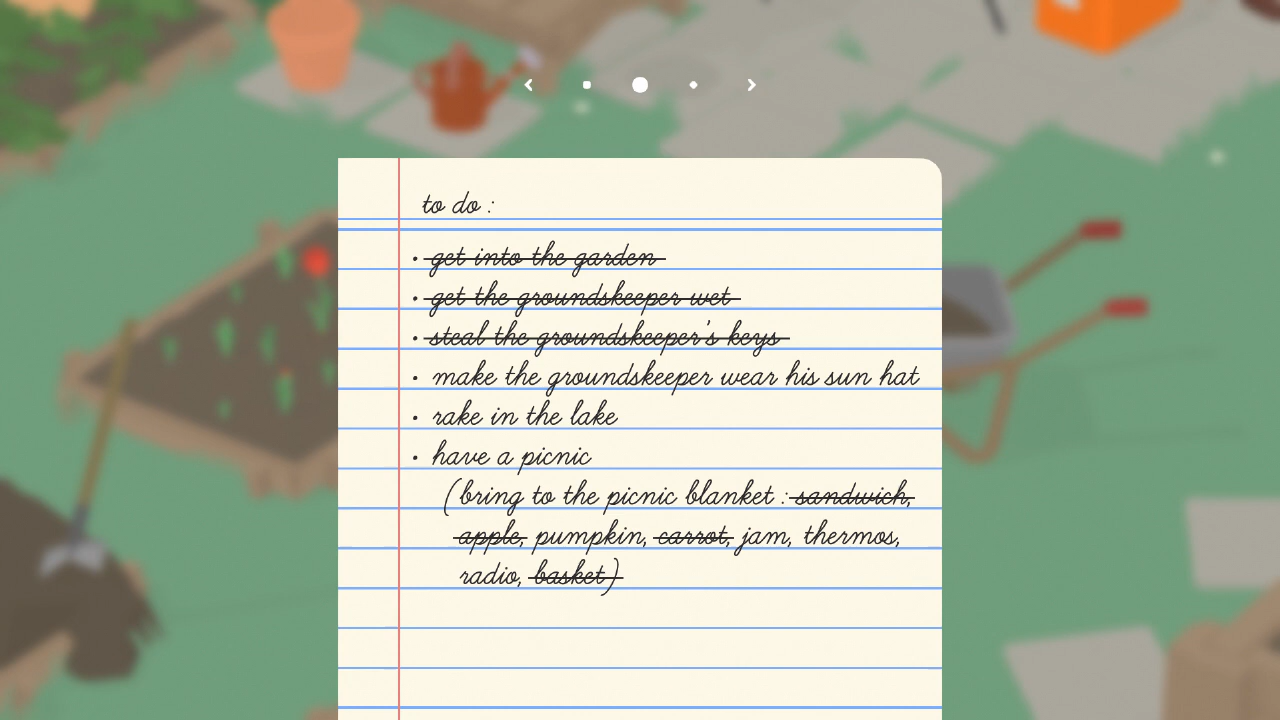 to do :
• get into the garden
• get the groundskeeper wet
• steal the groundskeeper's keys
• make the groundskeeper wear his sun hat
• rake in the lake
• have a picnic
(bring to the picnic blanket : sandwich,
apple, pumpkin, carrot, jam, thermos,
radio, basket)